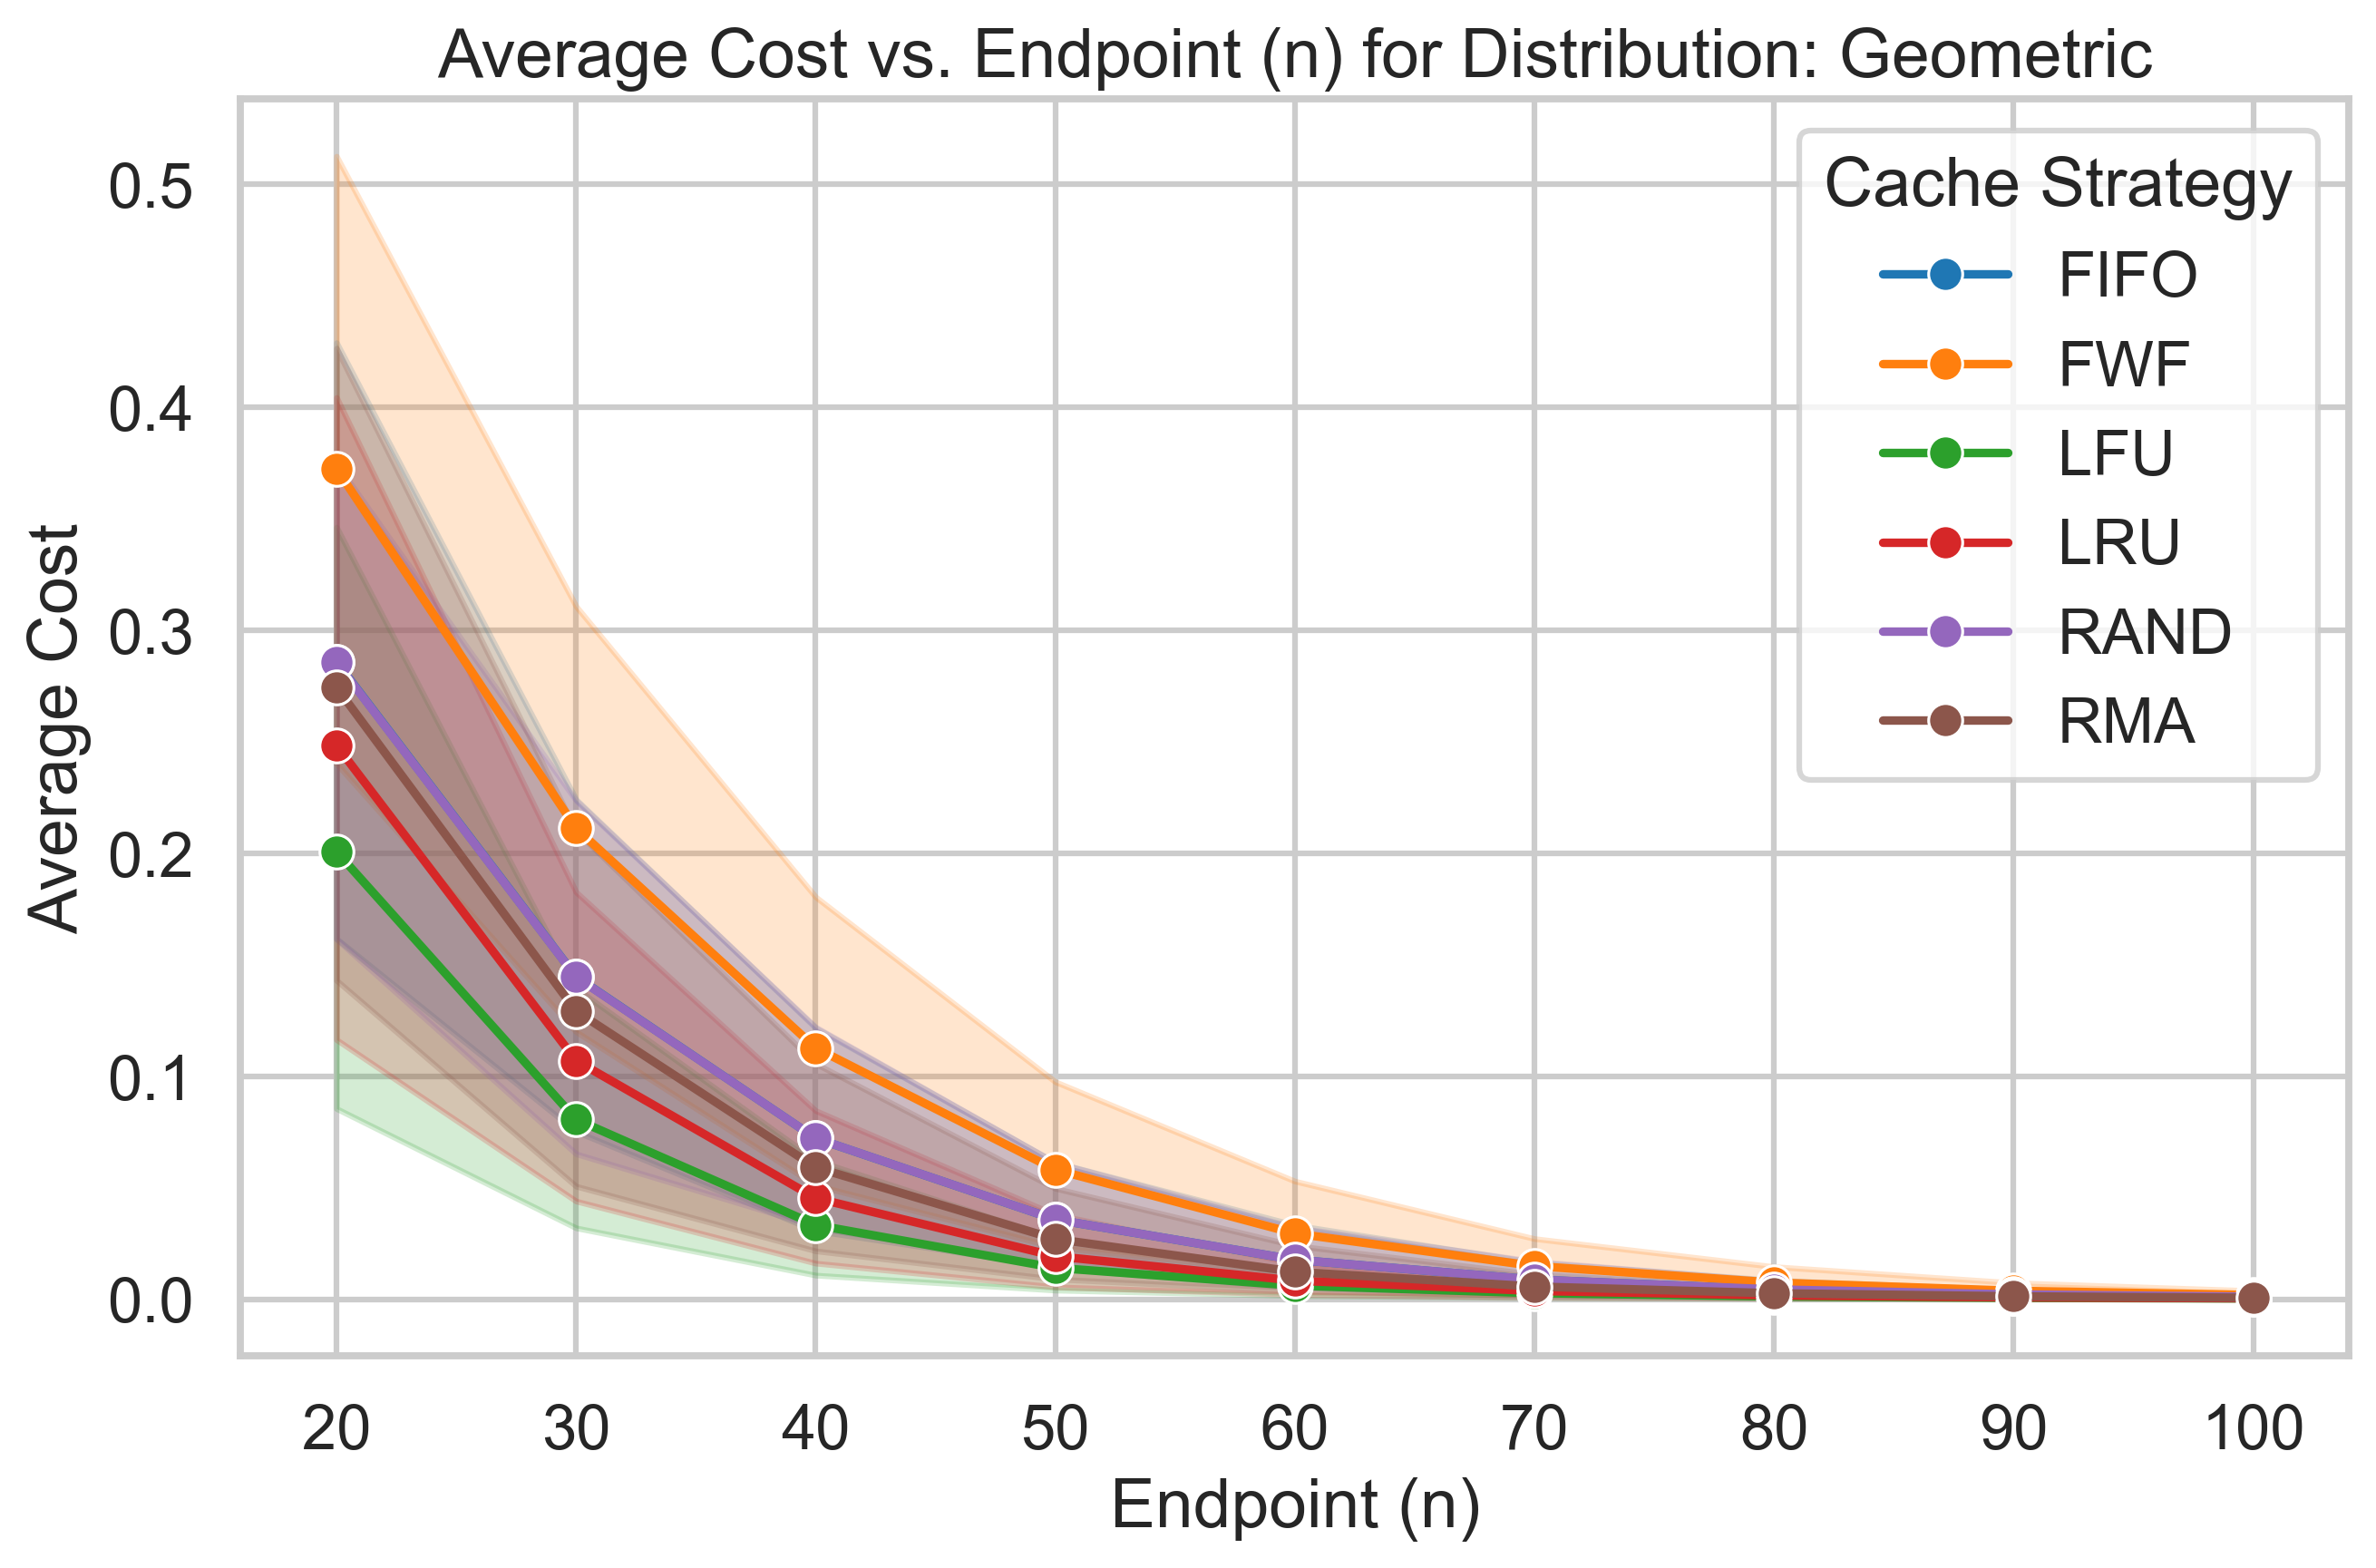 Average Cost vs. Endpoint (n) for Distribution: Geometric
Cache Strategy
FIFO
FWF
LFU
LRU
RAND
RMA
Average Cost
0.5
0.4
0.3
0.2
0.1
0.0
20 30 40 50 60 70 80 90 100
Endpoint (n)